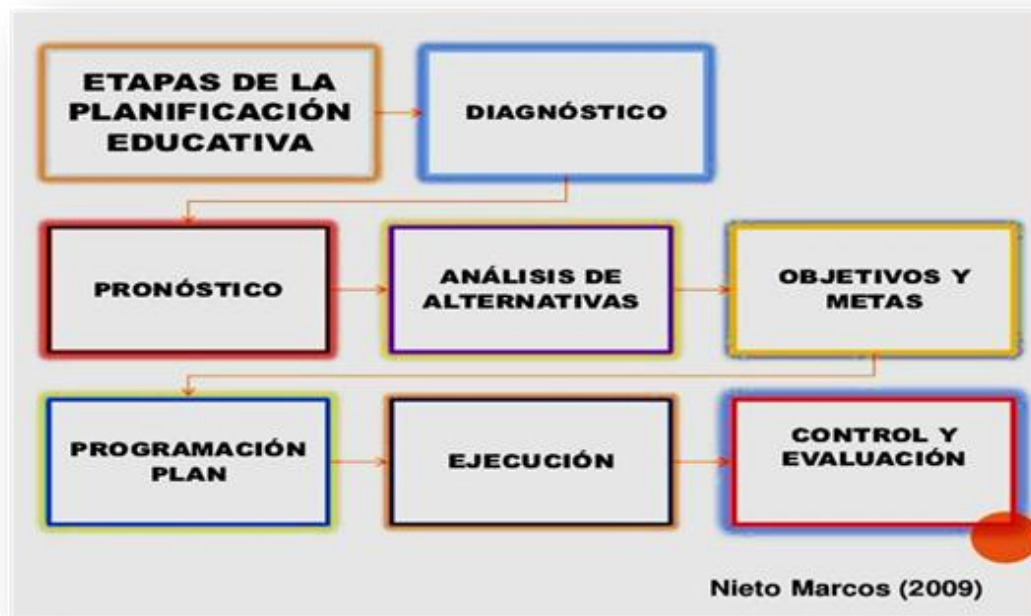 ETAPAS DE LA
PLANIFICACIÓN
EDUCATIVA
DIAGNÓSTICO
PRONÓSTICO
ANÁLISIS DE
ALTERNATIVAS
OBJETIVOS Y
METAS
PROGRAMACIÓN
PLAN
EJECUCIÓN
CONTROL Y
EVALUACIÓN
Nieto Marcos (2009)